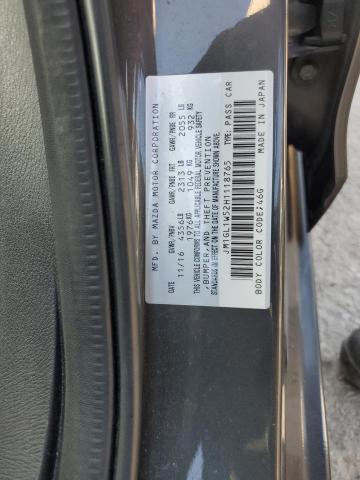 MFD. BY MAZDA MOTOR CORPORATION
DATE GVWR/PNBV GAWR/PNBE FRT GAWR/PNBE RR
11/16 4356LB 2313 LB 2055 LB
1976KG 1049 KG 932 KG
THIS VEHICLE CONFORMS TO ALL APPLICABLE FEDERAL MOTOR VEHICLE SAFETY
, BUMPER, AND THEFT PREVENTION
STANDARDS IN EFFECT ON THE DATE OF MANUFACTURE SHOWN ABOVE.
JM1GL1W52H1118765 TYPE: PASS CAR
MADE IN JAPAN
BODY COLOR CODE;46G